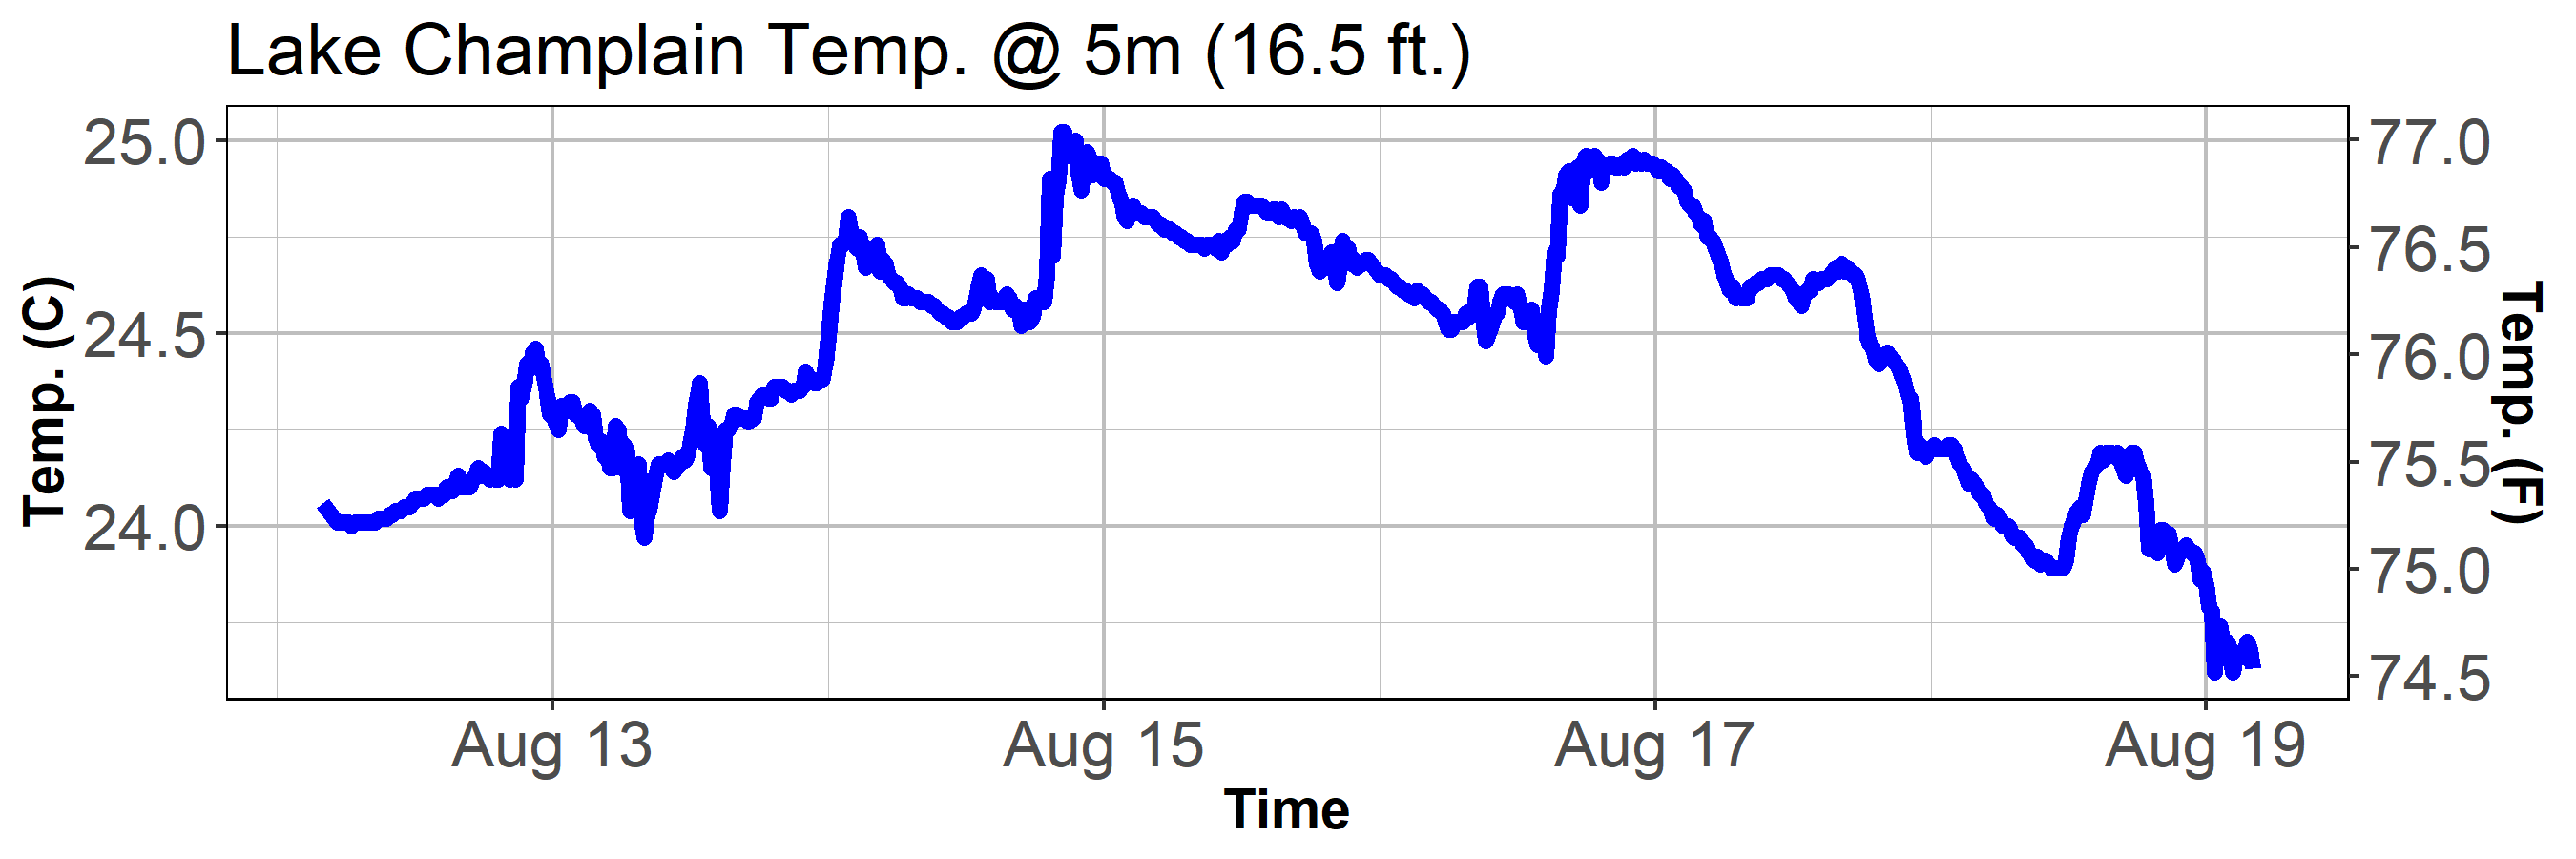 Lake Champlain Temp. @ 5m (16.5 ft.)
Temp. (C)
25.0
24.5
24.0
77.0
76.5
76.0
75.5
75.0
74.5
Temp. (F)
Aug 13
Aug 15
Aug 17
Aug 19
Time